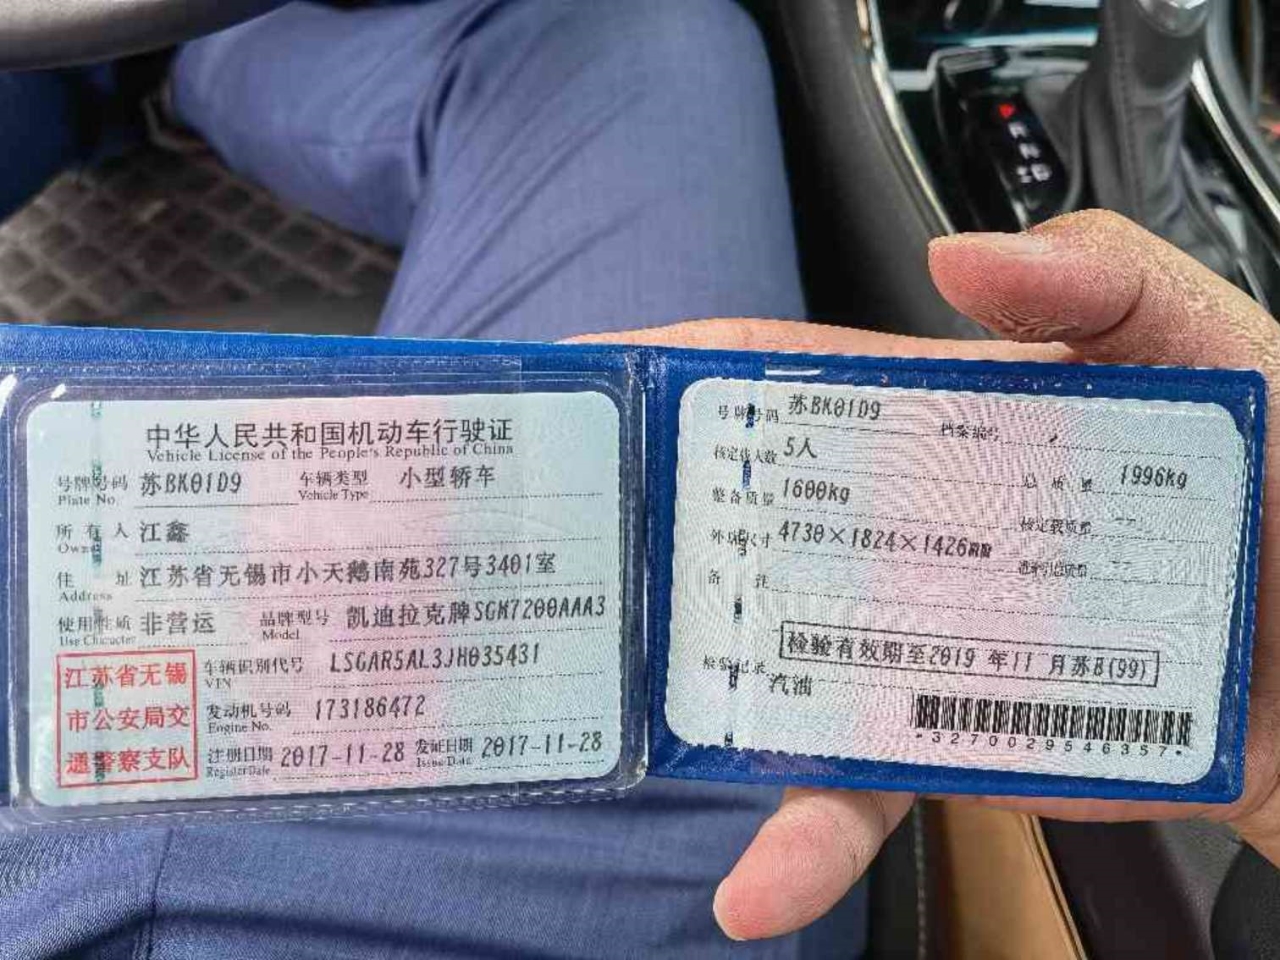 中华人民共和国机动车行驶证
Vehicle License of the People's Republic of China
号牌号码 苏BK01D9 车辆类型 小型轿车
Plate No. Vehicle Type
所有人 江鑫
Owner
住址 江苏省无锡市小天鹅南苑327号3401室
Address
使用性质 非营运 品牌型号 凯迪拉克牌SGM7200AAA3
Use Character Model
江苏省无锡
市公安局交
通警察支队
车辆识别代号 LSGAR5AL3JH035431
VIN
发动机号码 173186472
Engine No.
注册日期 2017-11-28 发证日期 2017-11-28
Register Date Issue Date
号牌号码 苏BK01D9 档案编号
核定载人数 5人 总质量 1996kg
整备质量 1600kg 核定载质量 --
外廓尺寸 4730×1824×1426mm 准牵引总质量 --
备注
检验有效期至2019年11月苏B(99)
检验记录
汽油
*3270029546357*
P
R
N
D
M